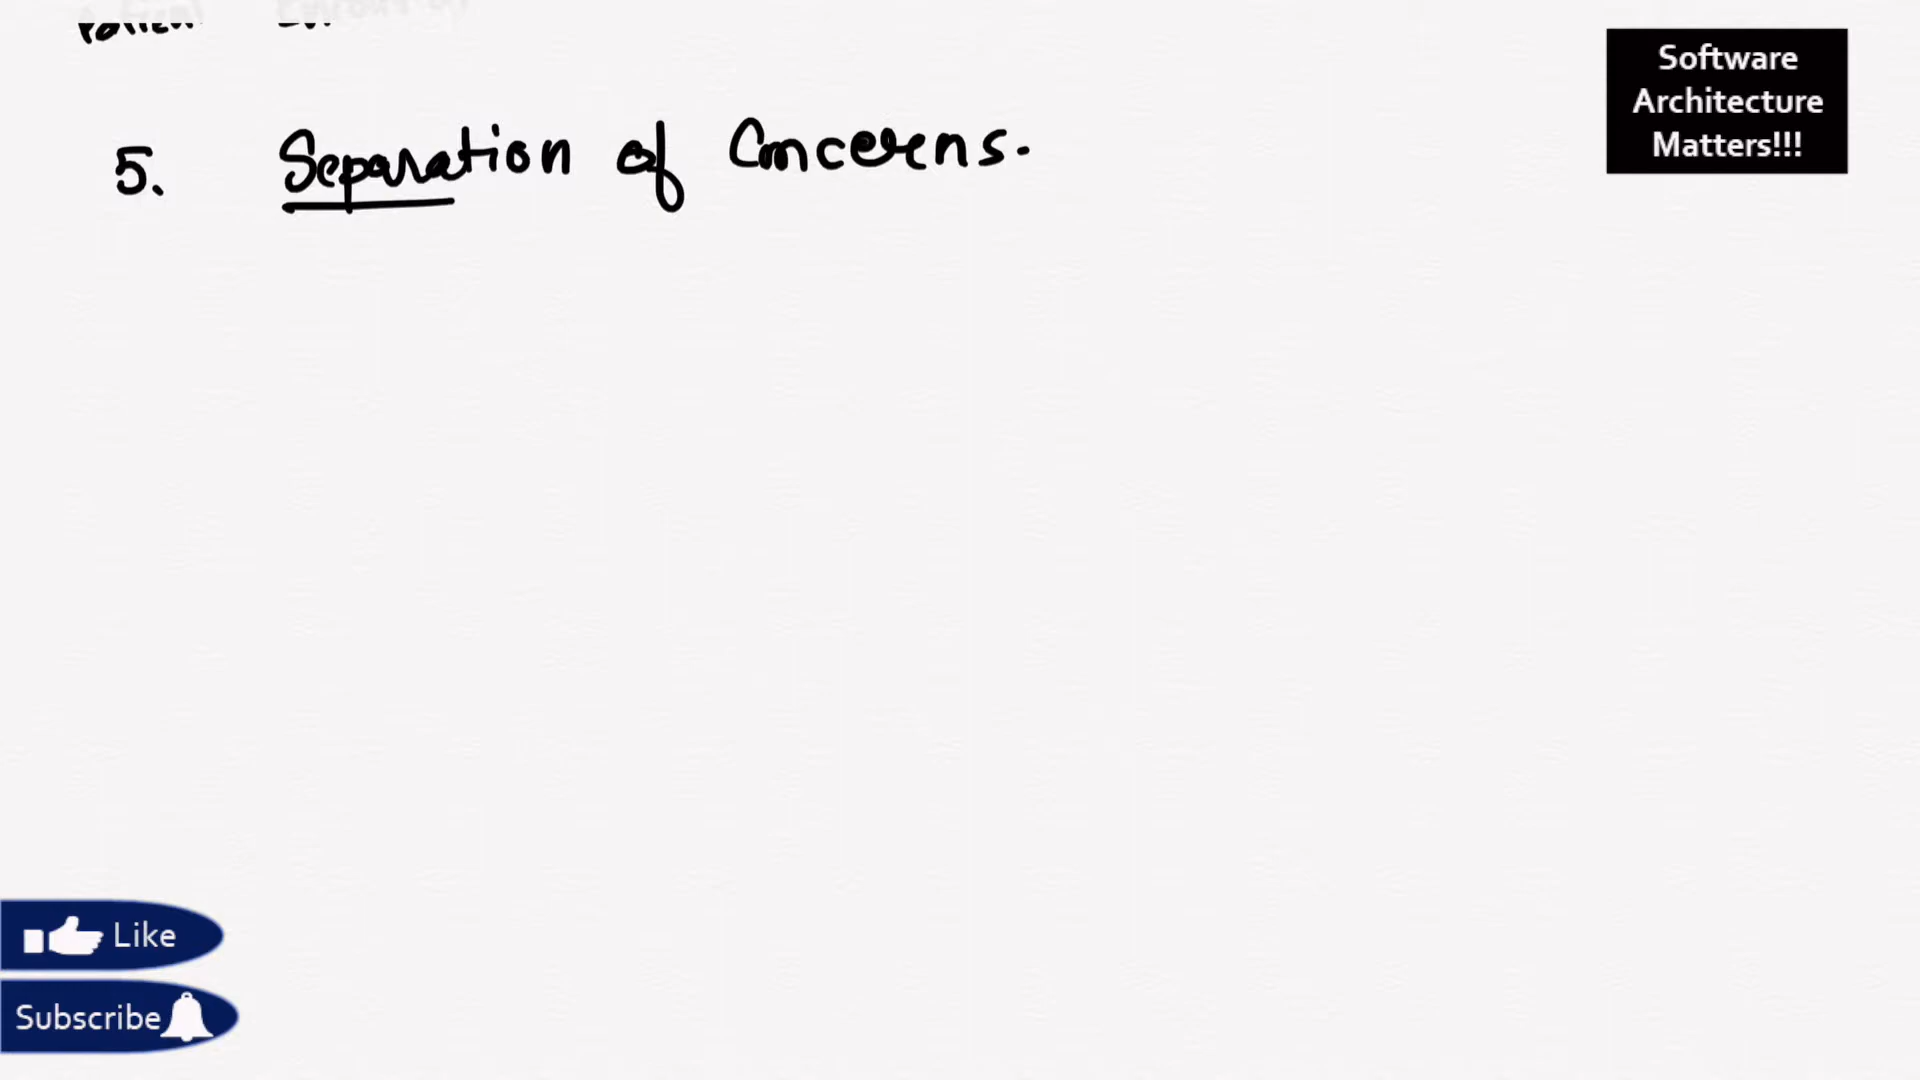 5. Separation of Concerns.
Software
Architecture
Matters!!!
Like
Subscribe